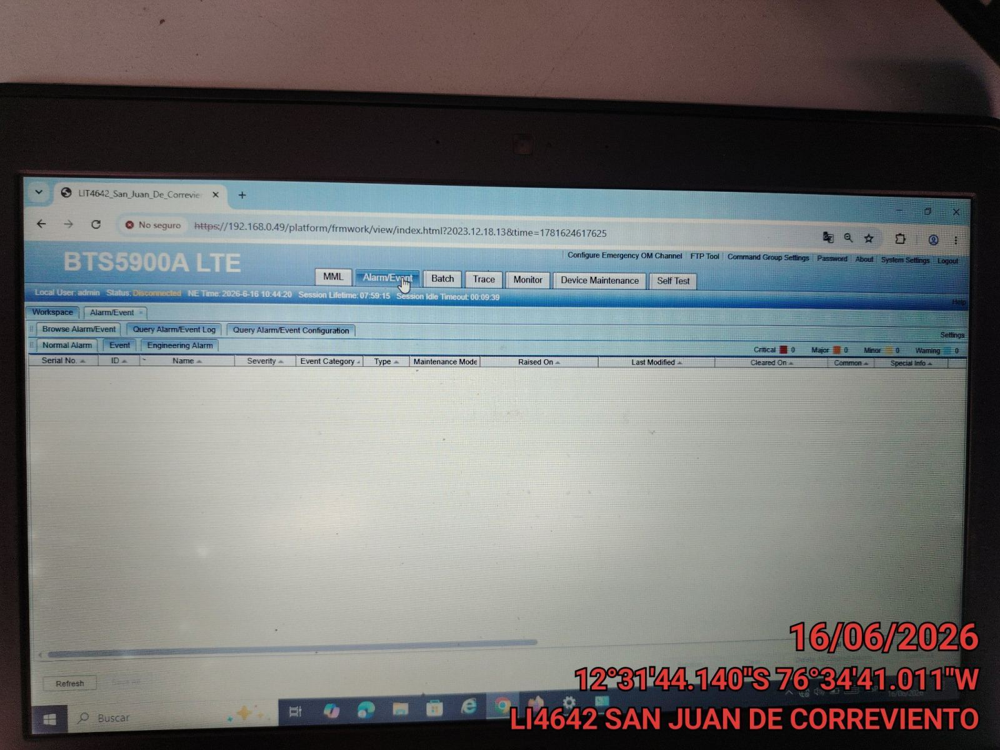 LIT4642_San_Juan_De_Correvie
No seguro https://192.168.0.49/platform/frmwork/view/index.html?2023.12.18.13&time=1781624617625
BTS5900A LTE
Configure Emergency OM Channel FTP Tool Command Group Settings Password About System Settings Logout
MML Alarm/Event Batch Trace Monitor Device Maintenance Self Test
Local User: admin Status: Disconnected NE Time: 2026-6-16 10:44:20 Session Lifetime: 07:59:15 Session Idle Timeout: 00:09:39
Help
Workspace Alarm/Event
Browse Alarm/Event Query Alarm/Event Log Query Alarm/Event Configuration
Settings
Normal Alarm Event Engineering Alarm
Critical 0 Major 0 Minor 0 Warning 0
Serial No. ID Name Severity Event Category Type Maintenance Mode Raised On Last Modified Cleared On Common Special Info
Refresh
Buscar
16/06/2026
16/06/2026
12°31'44.140"S 76°34'41.011"W
LI4642 SAN JUAN DE CORREVIENTO